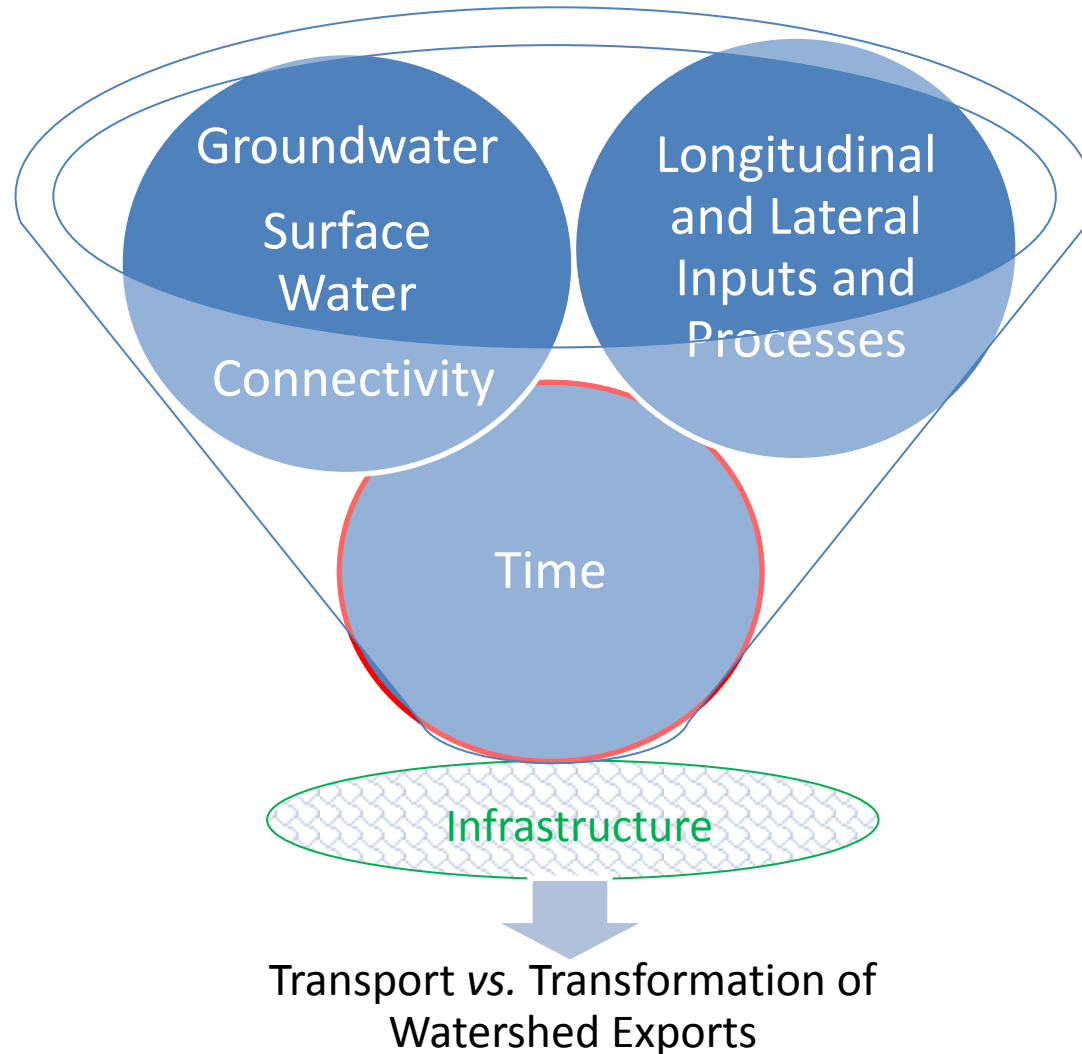 Groundwater
Surface
Water
Connectivity
Longitudinal
and Lateral
Inputs and
Processes
Time
Infrastructure
Transport vs. Transformation of
Watershed Exports